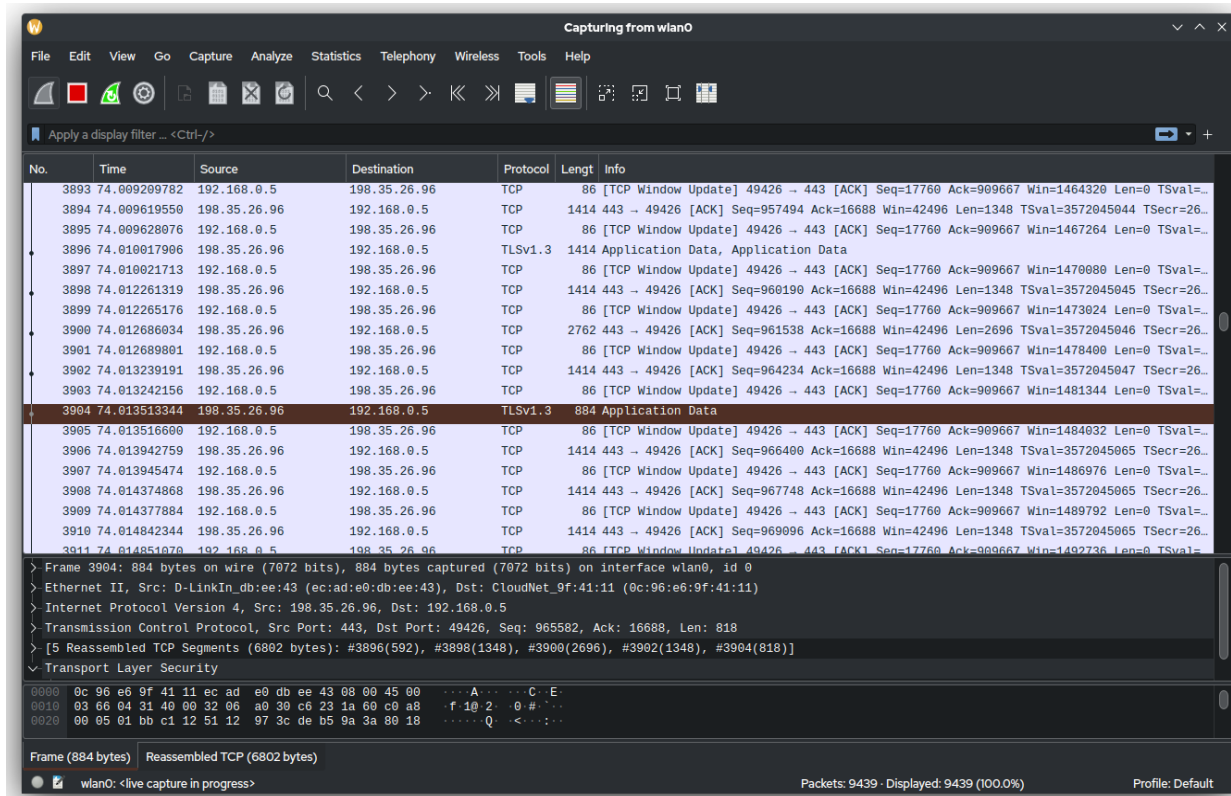 Capturing from wlan0
File Edit View Go Capture Analyze Statistics Telephony Wireless Tools Help
Apply a display filter ... <Ctrl-/>
No. Time Source Destination Protocol Lengt Info
3893 74.009209782 192.168.0.5 198.35.26.96 TCP 86 [TCP Window Update] 49426 → 443 [ACK] Seq=17760 Ack=909667 Win=1464320 Len=0 TSval=…
3894 74.009619550 198.35.26.96 192.168.0.5 TCP 1414 443 → 49426 [ACK] Seq=957494 Ack=16688 Win=42496 Len=1348 TSval=3572045044 TSecr=26…
3895 74.009628076 192.168.0.5 198.35.26.96 TCP 86 [TCP Window Update] 49426 → 443 [ACK] Seq=17760 Ack=909667 Win=1467264 Len=0 TSval=…
3896 74.010017906 198.35.26.96 192.168.0.5 TLSv1.3 1414 Application Data, Application Data
3897 74.010021713 192.168.0.5 198.35.26.96 TCP 86 [TCP Window Update] 49426 → 443 [ACK] Seq=17760 Ack=909667 Win=1470080 Len=0 TSval=…
3898 74.012261319 198.35.26.96 192.168.0.5 TCP 1414 443 → 49426 [ACK] Seq=960190 Ack=16688 Win=42496 Len=1348 TSval=3572045045 TSecr=26…
3899 74.012265176 192.168.0.5 198.35.26.96 TCP 86 [TCP Window Update] 49426 → 443 [ACK] Seq=17760 Ack=909667 Win=1473024 Len=0 TSval=…
3900 74.012686034 198.35.26.96 192.168.0.5 TCP 2762 443 → 49426 [ACK] Seq=961538 Ack=16688 Win=42496 Len=2696 TSval=3572045046 TSecr=26…
3901 74.012689801 192.168.0.5 198.35.26.96 TCP 86 [TCP Window Update] 49426 → 443 [ACK] Seq=17760 Ack=909667 Win=1478400 Len=0 TSval=…
3902 74.013239191 198.35.26.96 192.168.0.5 TCP 1414 443 → 49426 [ACK] Seq=964234 Ack=16688 Win=42496 Len=1348 TSval=3572045047 TSecr=26…
3903 74.013242156 192.168.0.5 198.35.26.96 TCP 86 [TCP Window Update] 49426 → 443 [ACK] Seq=17760 Ack=909667 Win=1481344 Len=0 TSval=…
3904 74.013513344 198.35.26.96 192.168.0.5 TLSv1.3 884 Application Data
3905 74.013516600 192.168.0.5 198.35.26.96 TCP 86 [TCP Window Update] 49426 → 443 [ACK] Seq=17760 Ack=909667 Win=1484032 Len=0 TSval=…
3906 74.013942759 198.35.26.96 192.168.0.5 TCP 1414 443 → 49426 [ACK] Seq=966400 Ack=16688 Win=42496 Len=1348 TSval=3572045065 TSecr=26…
3907 74.013945474 192.168.0.5 198.35.26.96 TCP 86 [TCP Window Update] 49426 → 443 [ACK] Seq=17760 Ack=909667 Win=1486976 Len=0 TSval=…
3908 74.014374868 198.35.26.96 192.168.0.5 TCP 1414 443 → 49426 [ACK] Seq=967748 Ack=16688 Win=42496 Len=1348 TSval=3572045065 TSecr=26…
3909 74.014377884 192.168.0.5 198.35.26.96 TCP 86 [TCP Window Update] 49426 → 443 [ACK] Seq=17760 Ack=909667 Win=1489792 Len=0 TSval=…
3910 74.014842344 198.35.26.96 192.168.0.5 TCP 1414 443 → 49426 [ACK] Seq=969096 Ack=16688 Win=42496 Len=1348 TSval=3572045065 TSecr=26…
3911 74.014851070 192.168.0.5 198.35.26.96 TCP 86 [TCP Window Update] 49426 → 443 [ACK] Seq=17760 Ack=909667 Win=1492736 Len=0 TSval=…
Frame 3904: 884 bytes on wire (7072 bits), 884 bytes captured (7072 bits) on interface wlan0, id 0
Ethernet II, Src: D-LinkIn_db:ee:43 (ec:ad:e0:db:ee:43), Dst: CloudNet_9f:41:11 (0c:96:e6:9f:41:11)
Internet Protocol Version 4, Src: 198.35.26.96, Dst: 192.168.0.5
Transmission Control Protocol, Src Port: 443, Dst Port: 49426, Seq: 965582, Ack: 16688, Len: 818
[5 Reassembled TCP Segments (6802 bytes): #3896(592), #3898(1348), #3900(2696), #3902(1348), #3904(818)]
Transport Layer Security
0000 0c 96 e6 9f 41 11 ec ad e0 db ee 43 08 00 45 00 ····A··· ···C··E·
0010 03 66 04 31 40 00 32 06 a0 30 c6 23 1a 60 c0 a8 ·f·1@·2· ·0·#·`··
0020 00 05 01 bb c1 12 51 12 97 3c de b5 9a 3a 80 18 ······Q· ·<···:··
Frame (884 bytes) Reassembled TCP (6802 bytes)
wlan0: <live capture in progress> Packets: 9439 · Displayed: 9439 (100.0%) Profile: Default